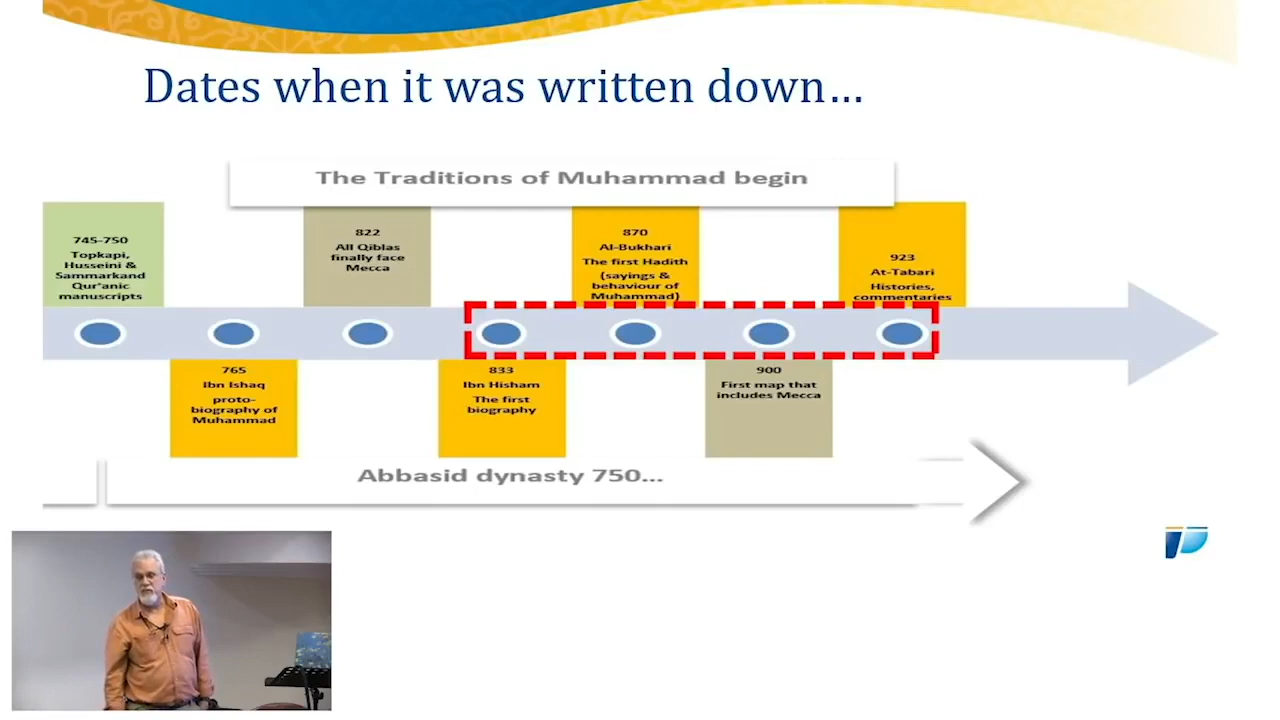 Dates when it was written down...
The Traditions of Muhammad begin
745-750
Topkapi,
Husseini &
Sammarkand
Qur'anic
manuscripts
822
All Qiblas
finally face
Mecca
870
Al-Bukhari
The first Hadith
(sayings &
behaviour of
Muhammad)
923
At-Tabari
Histories,
commentaries
765
Ibn Ishaq
proto-
biography of
Muhammad
833
Ibn Hisham
The first
biography
900
First map that
includes Mecca
Abbasid dynasty 750...